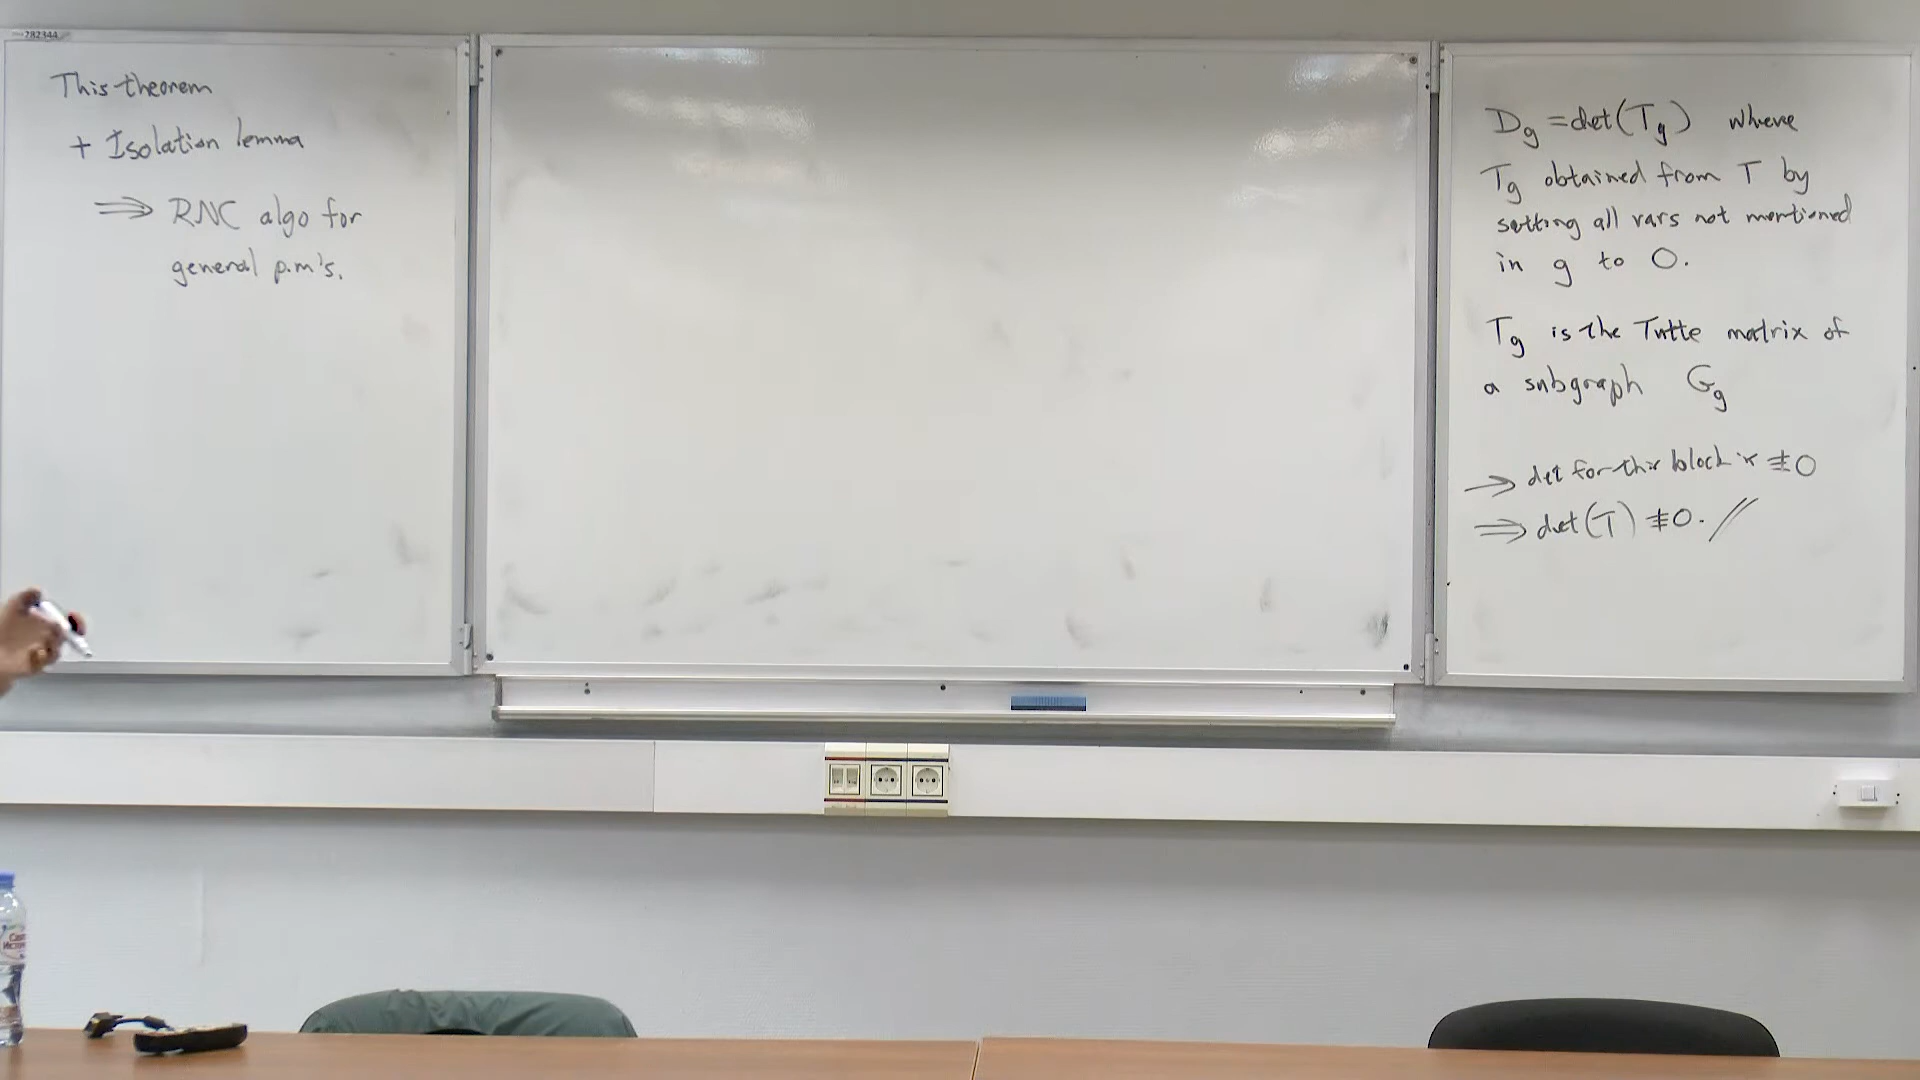 282344
This theorem
+ Isolation lemma
⟹ RNC algo for
general p.m's.
D_g = det(T_g) where
T_g obtained from T by
setting all vars not mentioned
in g to 0.
T_g is the Tutte matrix of
a subgraph G_g
→ det for this block is ≢0
⟹ det(T) ≢0. //